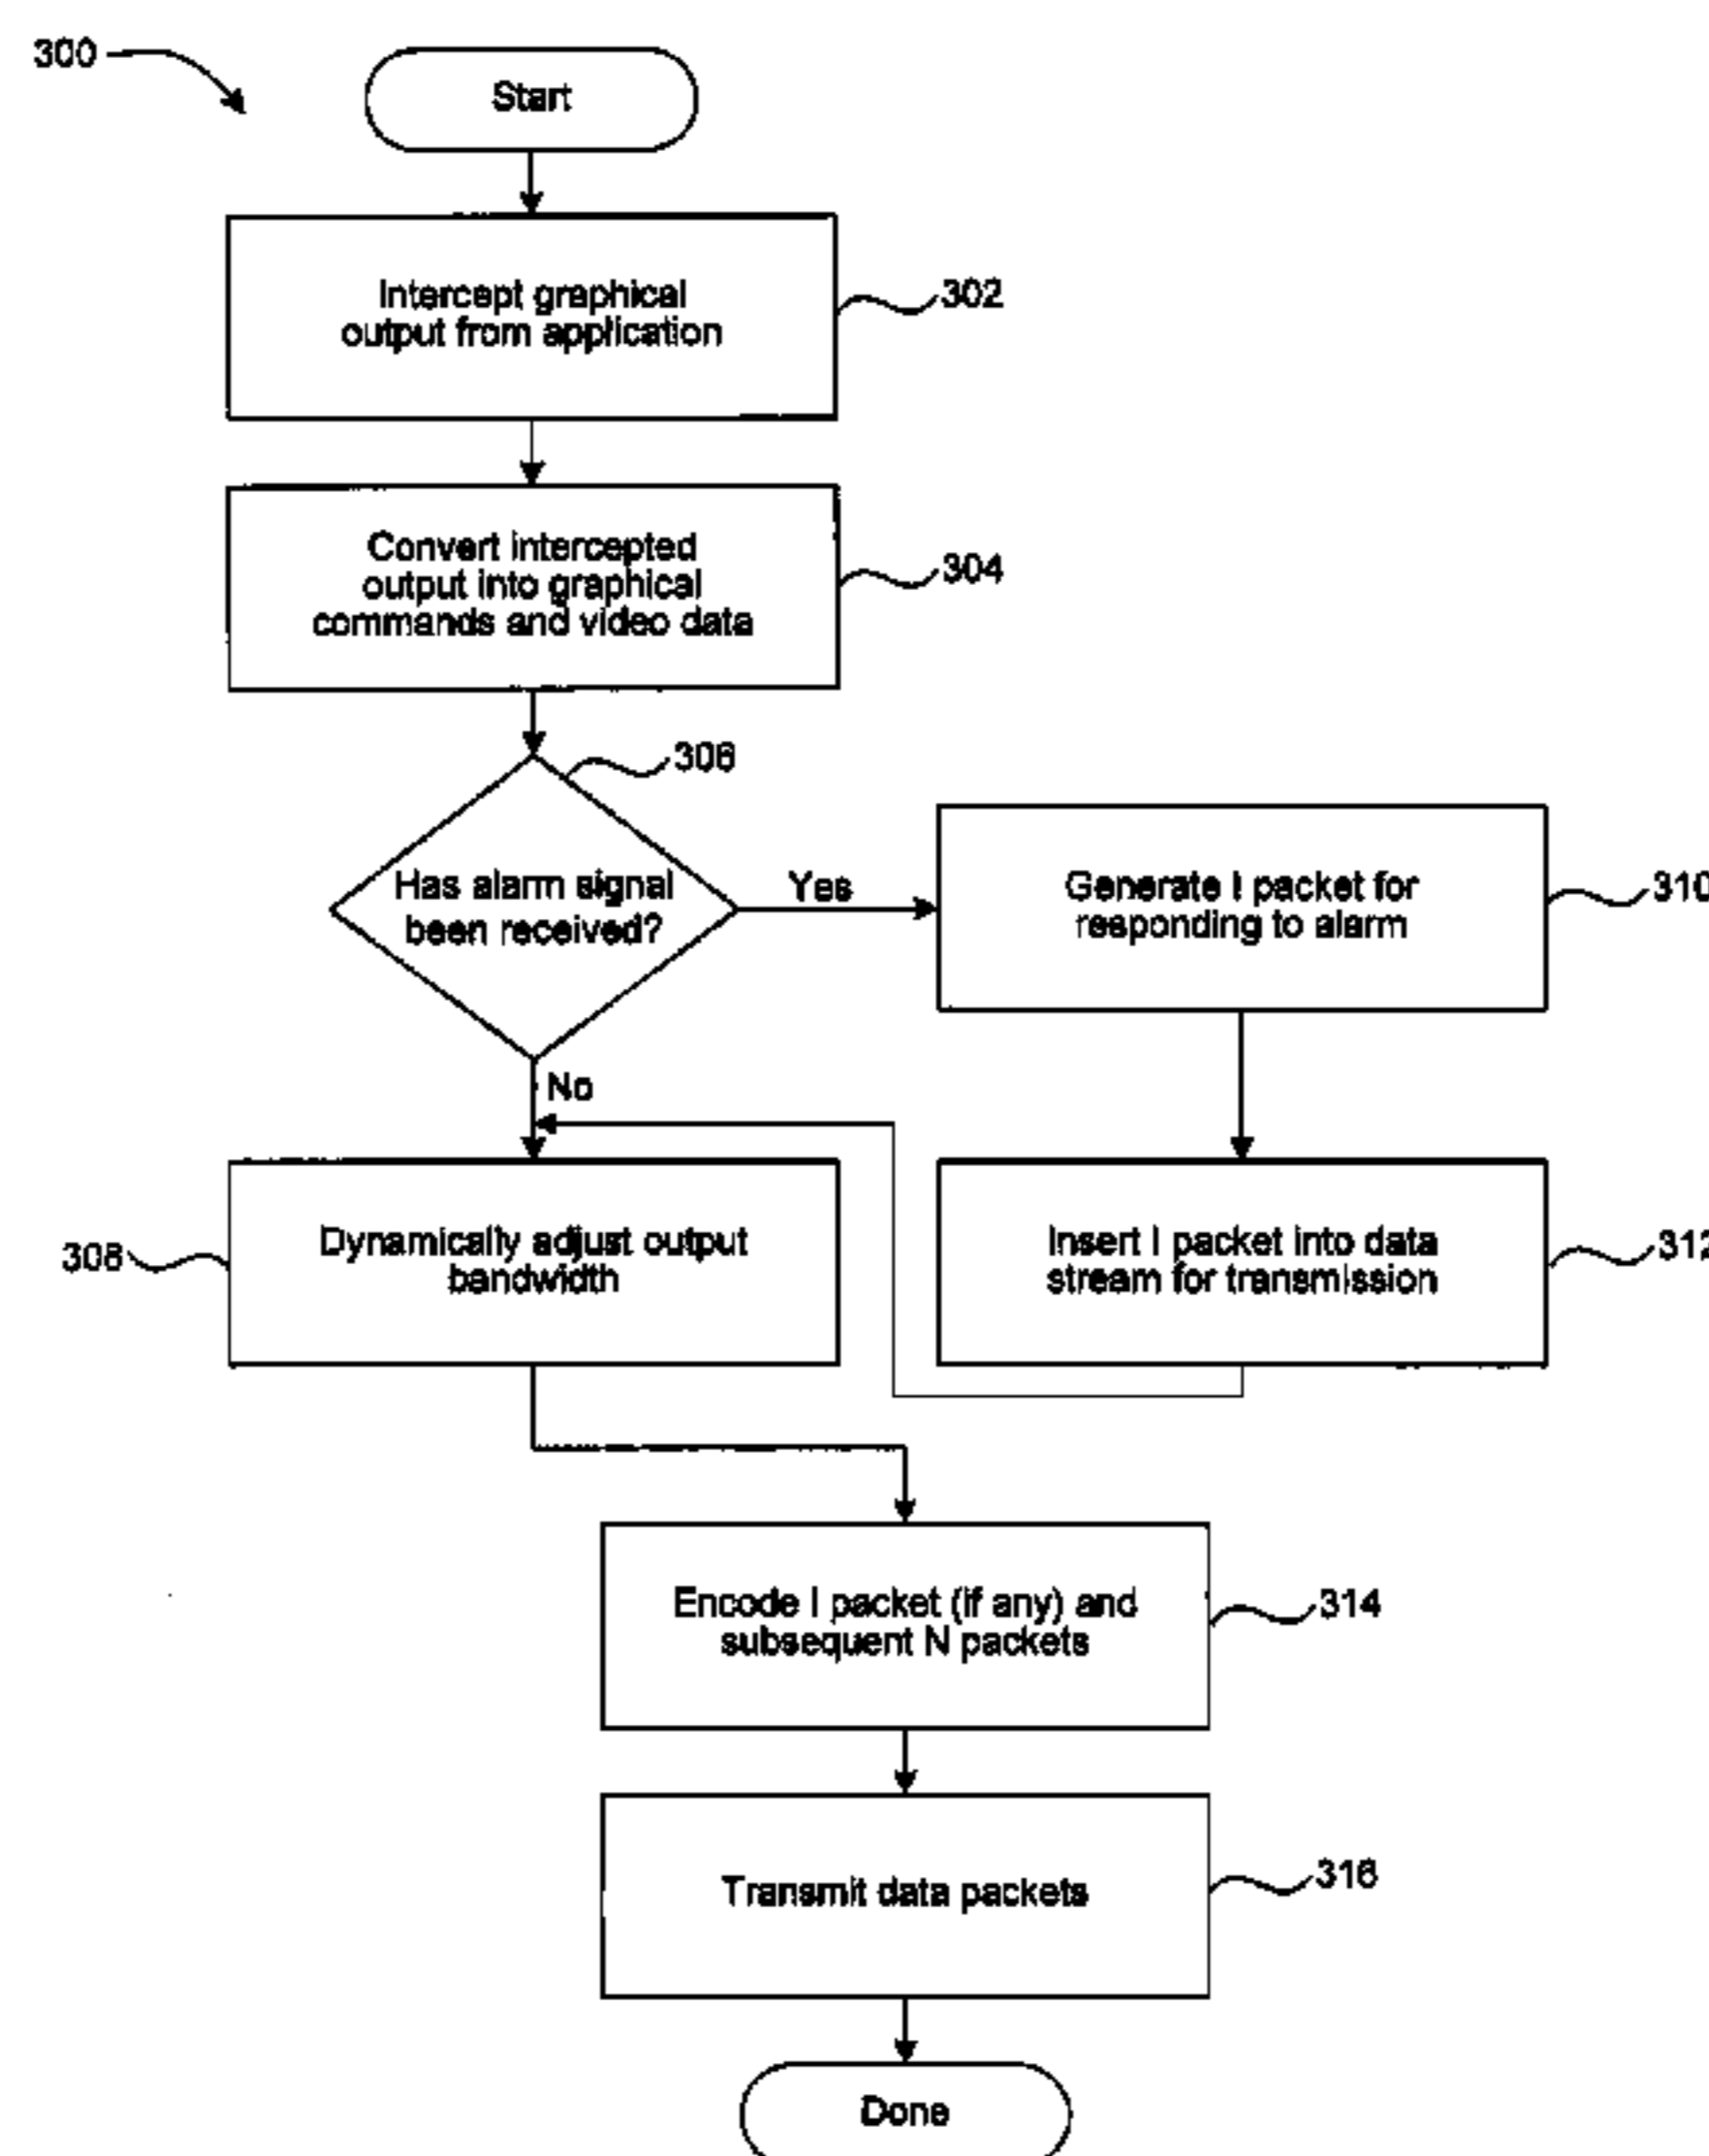 300
Start
Intercept graphical
output from application
302
Convert intercepted
output into graphical
commands and video data
304
306
Has alarm signal
been received?
Yes
Generate I packet for
responding to alarm
310
No
308
Dynamically adjust output
bandwidth
Insert I packet into data
stream for transmission
312
Encode I packet (if any) and
subsequent N packets
314
Transmit data packets
316
Done